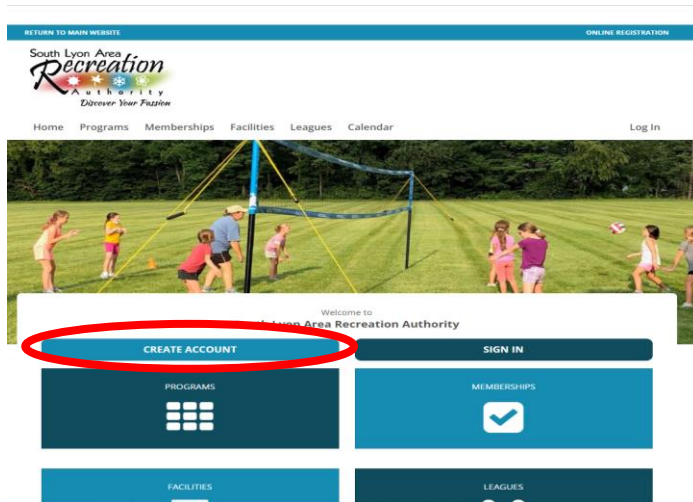 RETURN TO MAIN WEBSITE ONLINE REGISTRATION
South Lyon Area
Recreation
Authority
Discover Your Passion
Home Programs Memberships Facilities Leagues Calendar Log In
Welcome to
Lyon Area Recreation Authority
CREATE ACCOUNT SIGN IN
PROGRAMS MEMBERSHIPS
FACILITIES LEAGUES